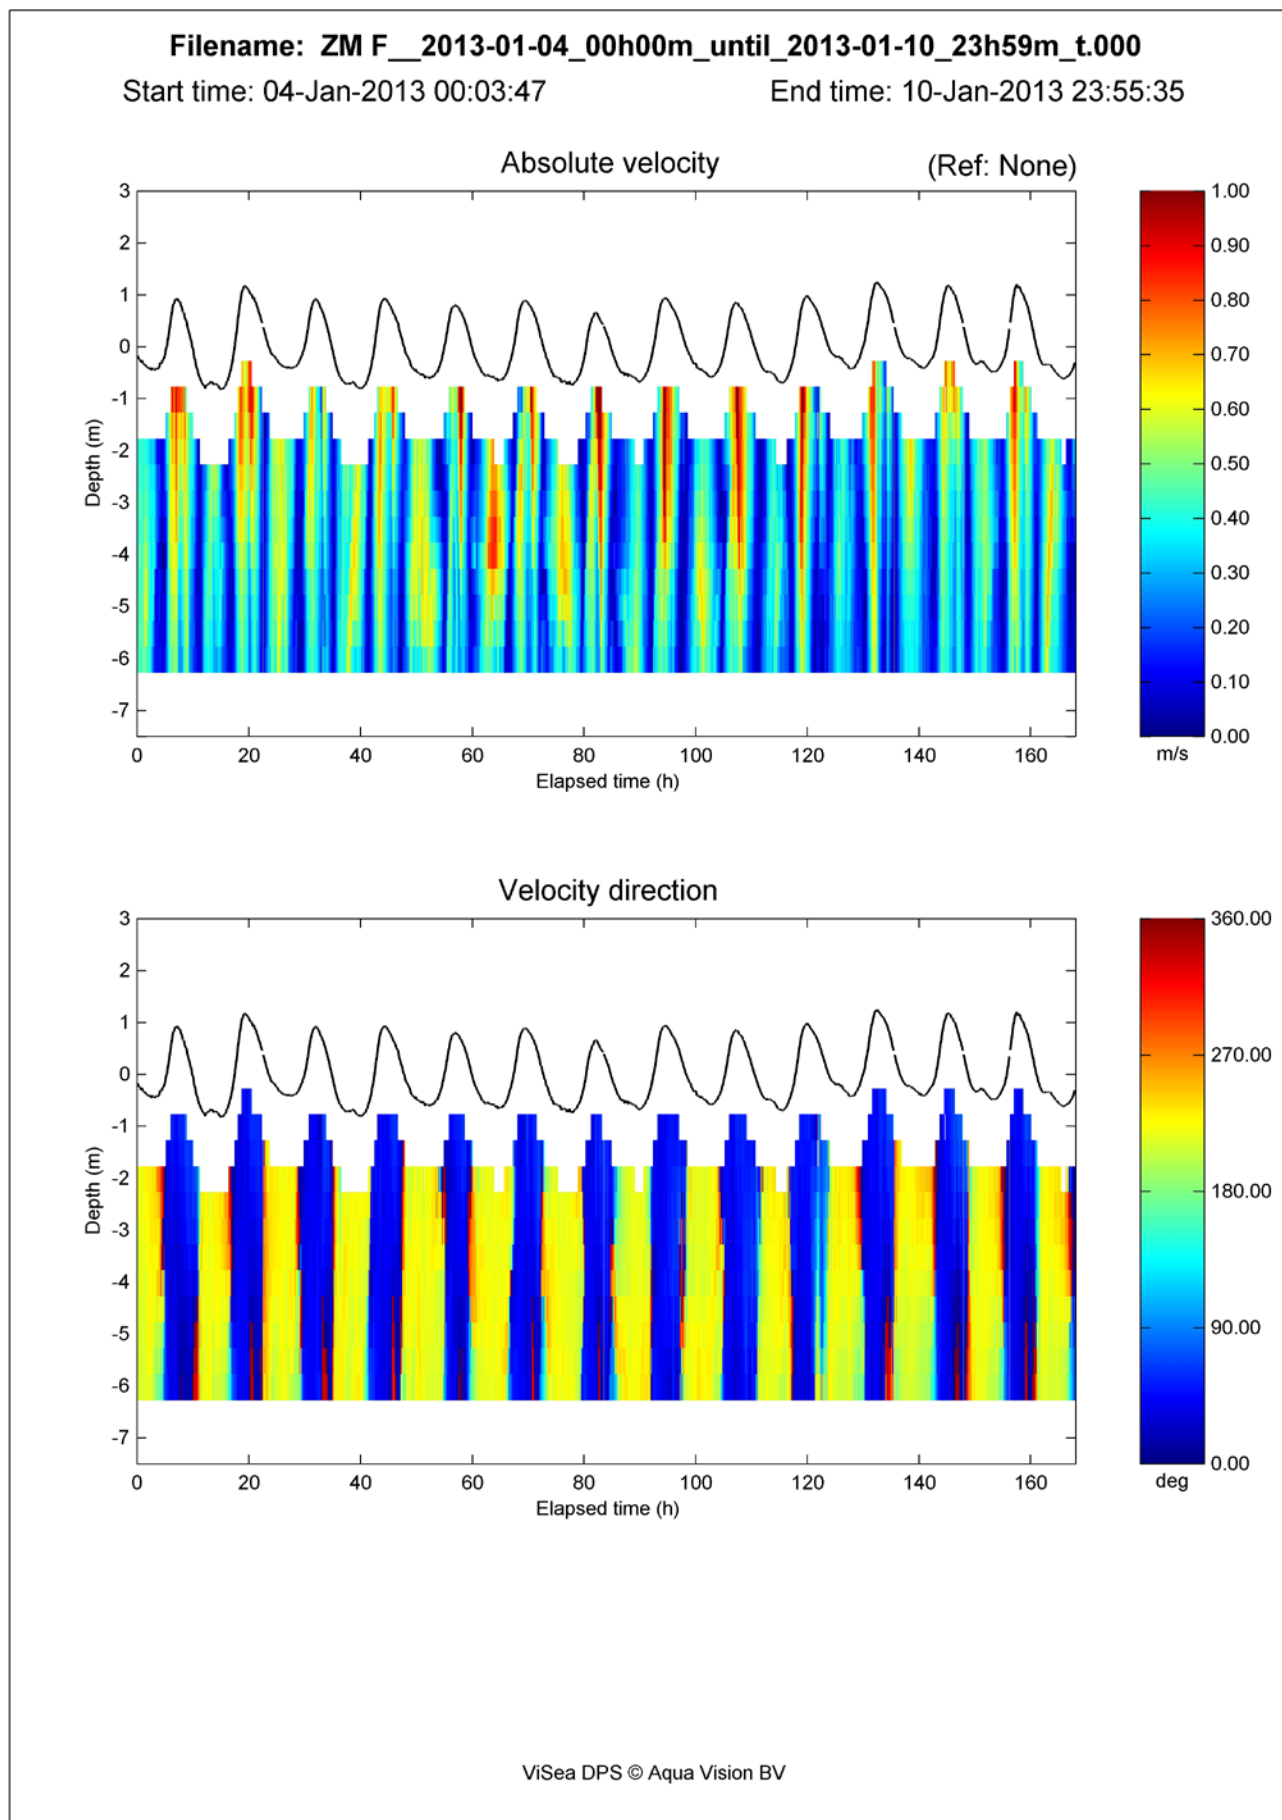 Filename: ZM F__2013-01-04_00h00m_until_2013-01-10_23h59m_t.000
Start time: 04-Jan-2013 00:03:47 End time: 10-Jan-2013 23:55:35
Absolute velocity (Ref: None)
3
2
1
0
-1
-2
-3
-4
-5
-6
-7
Depth (m)
0 20 40 60 80 100 120 140 160
Elapsed time (h)
1.00
0.90
0.80
0.70
0.60
0.50
0.40
0.30
0.20
0.10
0.00
m/s
Velocity direction
3
2
1
0
-1
-2
-3
-4
-5
-6
-7
Depth (m)
0 20 40 60 80 100 120 140 160
Elapsed time (h)
360.00
270.00
180.00
90.00
0.00
deg
ViSea DPS © Aqua Vision BV